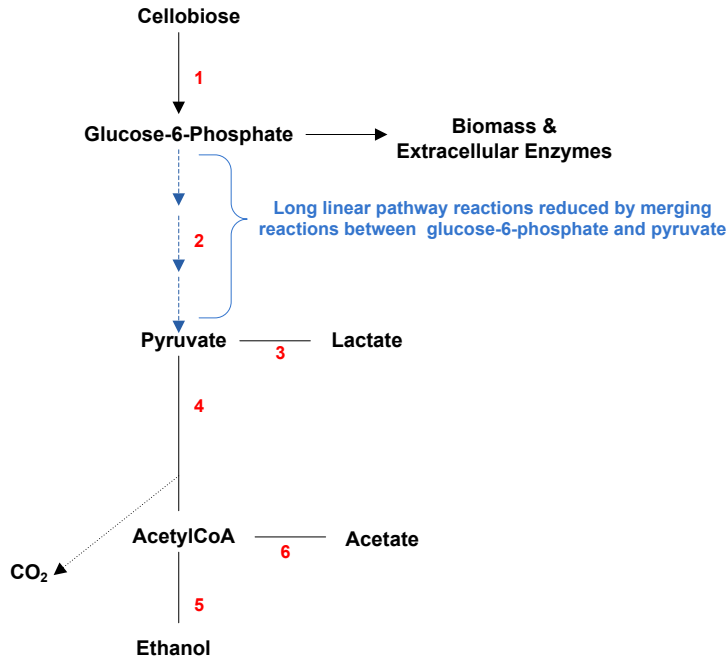 Cellobiose
1
Glucose-6-Phosphate
Biomass &
Extracellular Enzymes
Long linear pathway reactions reduced by merging
reactions between glucose-6-phosphate and pyruvate
2
Pyruvate
3
Lactate
4
AcetylCoA
6
Acetate
CO₂
5
Ethanol